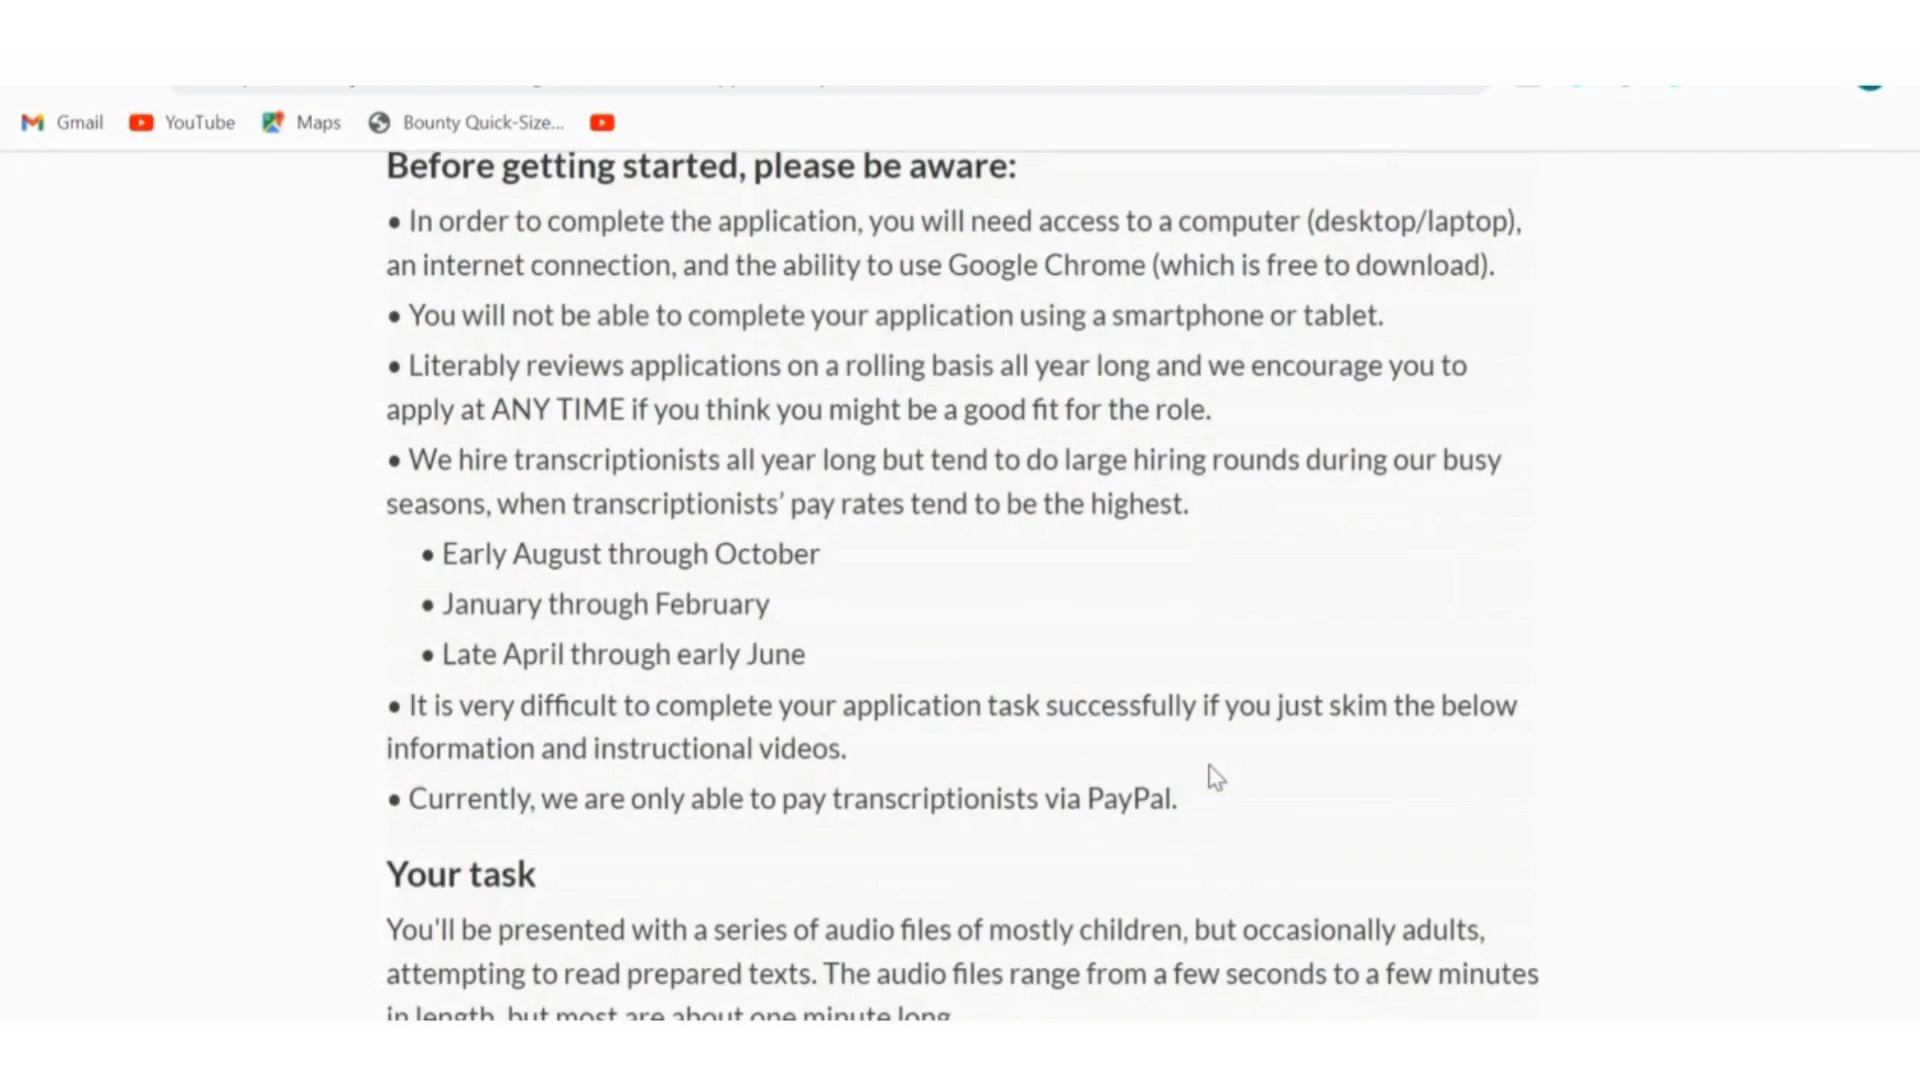 Gmail YouTube Maps Bounty Quick-Size...
Before getting started, please be aware:
• In order to complete the application, you will need access to a computer (desktop/laptop),
an internet connection, and the ability to use Google Chrome (which is free to download).
• You will not be able to complete your application using a smartphone or tablet.
• Literably reviews applications on a rolling basis all year long and we encourage you to
apply at ANY TIME if you think you might be a good fit for the role.
• We hire transcriptionists all year long but tend to do large hiring rounds during our busy
seasons, when transcriptionists’ pay rates tend to be the highest.
• Early August through October
• January through February
• Late April through early June
• It is very difficult to complete your application task successfully if you just skim the below
information and instructional videos.
• Currently, we are only able to pay transcriptionists via PayPal.
Your task
You'll be presented with a series of audio files of mostly children, but occasionally adults,
attempting to read prepared texts. The audio files range from a few seconds to a few minutes
in length, but most are about one minute long